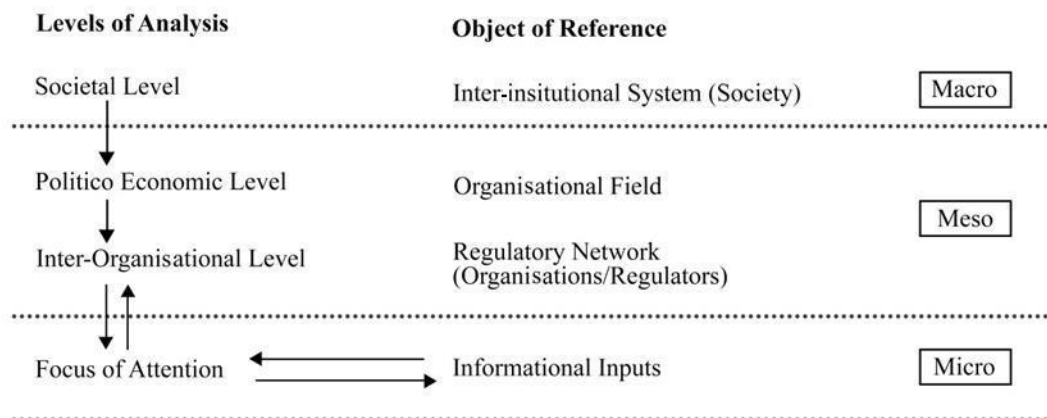 Levels of Analysis
Object of Reference
Societal Level
Inter-insitutional System (Society)
Macro
Politico Economic Level
Organisational Field
Meso
Inter-Organisational Level
Regulatory Network
(Organisations/Regulators)
Focus of Attention
Informational Inputs
Micro